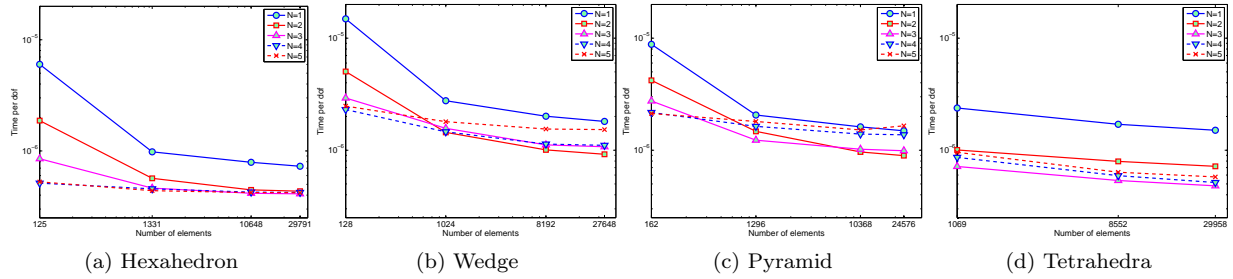 10^-5
10^-6
Time per dof
N=1
N=2
N=3
N=4
N=5
125
1331
10648
29791
Number of elements
(a) Hexahedron
10^-5
10^-6
Time per dof
N=1
N=2
N=3
N=4
N=5
128
1024
8192
27648
Number of elements
(b) Wedge
10^-5
10^-6
Time per dof
N=1
N=2
N=3
N=4
N=5
162
1296
10368
24576
Number of elements
(c) Pyramid
10^-5
10^-6
Time per dof
N=1
N=2
N=3
N=4
N=5
1069
8552
29958
Number of elements
(d) Tetrahedra